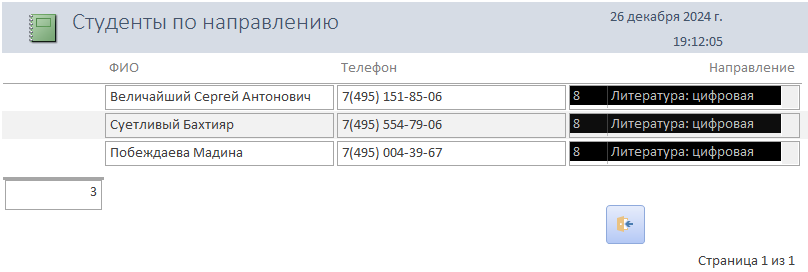 Студенты по направлению
26 декабря 2024 г.
19:12:05
ФИО Телефон Направление
Величайший Сергей Антонович 7(495) 151-85-06 8 Литература: цифровая
Суетливый Бахтияр 7(495) 554-79-06 8 Литература: цифровая
Побеждаева Мадина 7(495) 004-39-67 8 Литература: цифровая
3
Страница 1 из 1